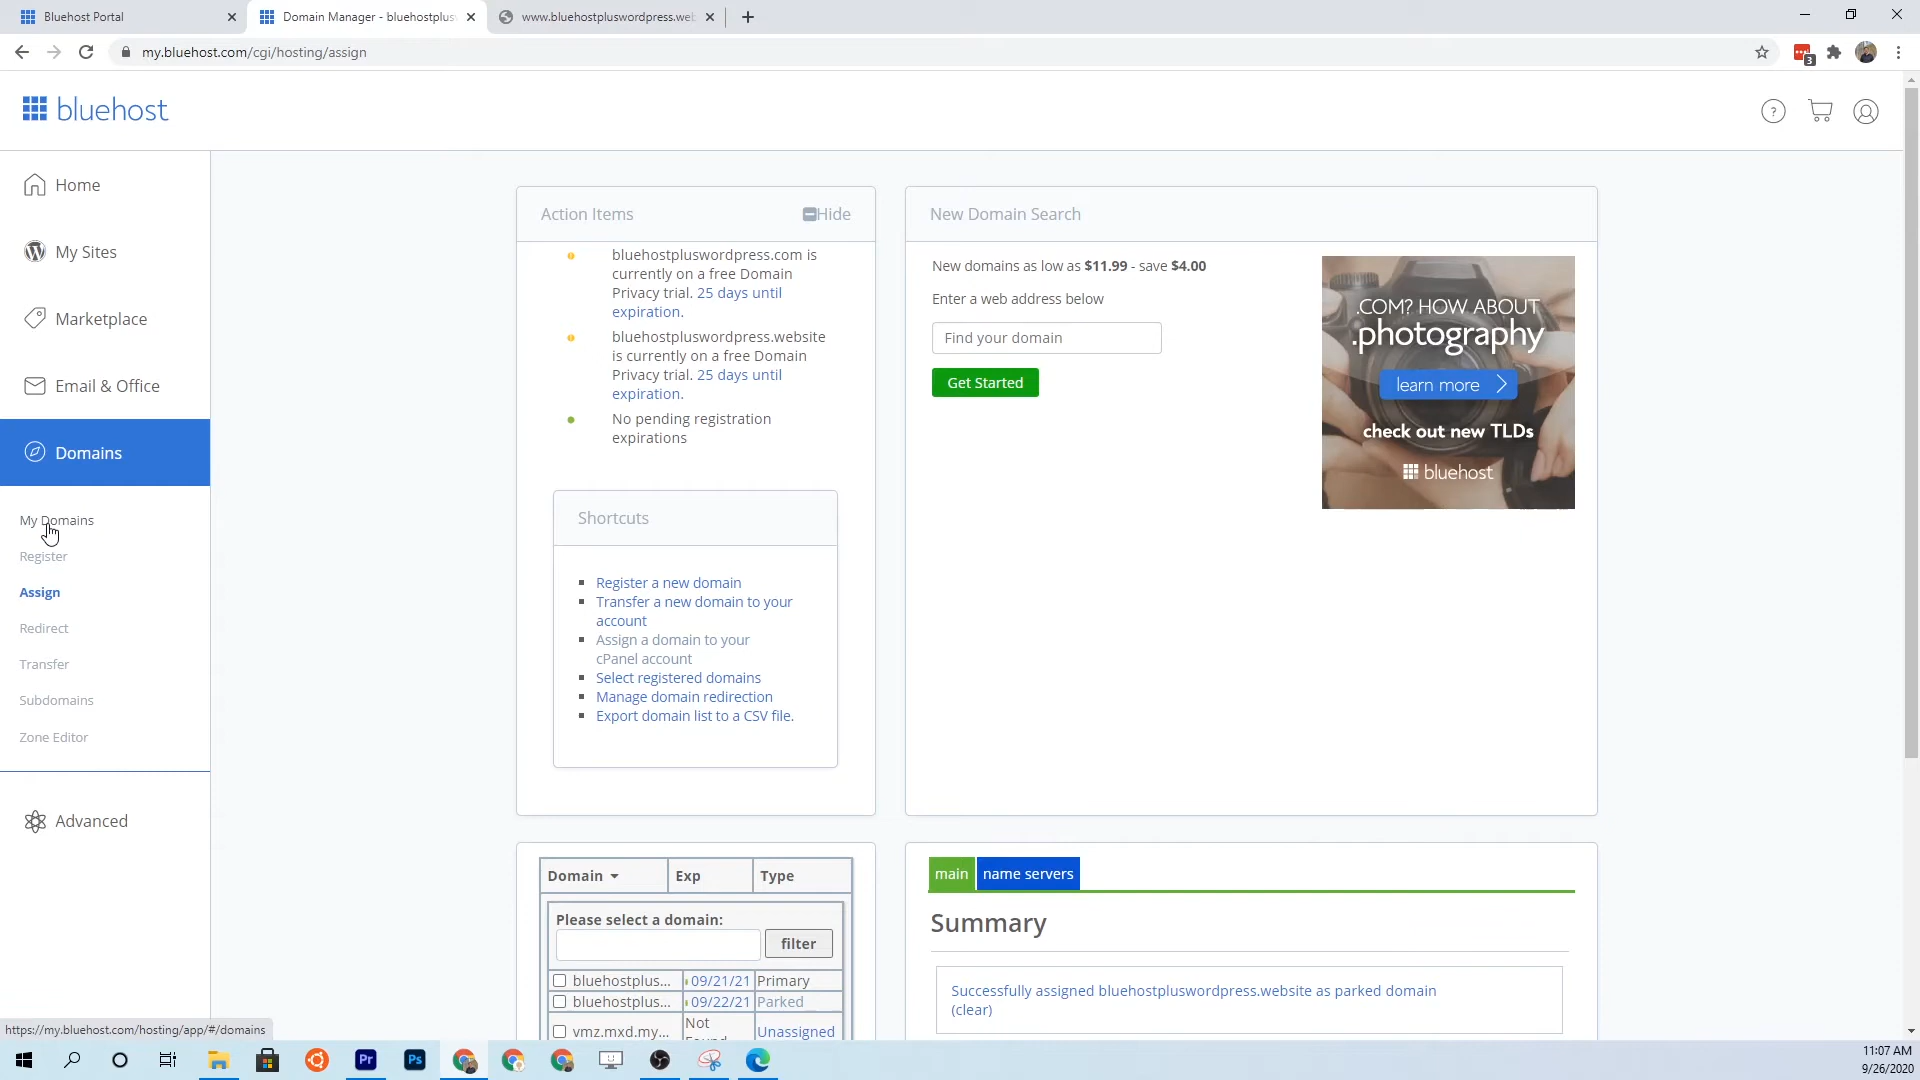 Bluehost Portal
Domain Manager - bluehostplusw
www.bluehostpluswordpress.web
my.bluehost.com/cgi/hosting/assign
3
bluehost
?
Home
My Sites
Marketplace
Email & Office
Domains
My Domains
Register
Assign
Redirect
Transfer
Subdomains
Zone Editor
Advanced
Action Items
Hide
bluehostpluswordpress.com is
currently on a free Domain
Privacy trial. 25 days until
expiration.
bluehostpluswordpress.website
is currently on a free Domain
Privacy trial. 25 days until
expiration.
No pending registration
expirations
Shortcuts
Register a new domain
Transfer a new domain to your
account
Assign a domain to your
cPanel account
Select registered domains
Manage domain redirection
Export domain list to a CSV file.
New Domain Search
New domains as low as $11.99 - save $4.00
Enter a web address below
Find your domain
Get Started
.COM? HOW ABOUT
.photography
learn more
check out new TLDs
bluehost
Domain Exp Type
Please select a domain:
filter
bluehostplus... 09/21/21 Primary
bluehostplus... 09/22/21 Parked
vmz.mxd.my... Not Unassigned
main name servers
Summary
Successfully assigned bluehostpluswordpress.website as parked domain
(clear)
https://my.bluehost.com/hosting/app/#/domains
Pr
Ps
11:07 AM
9/26/2020